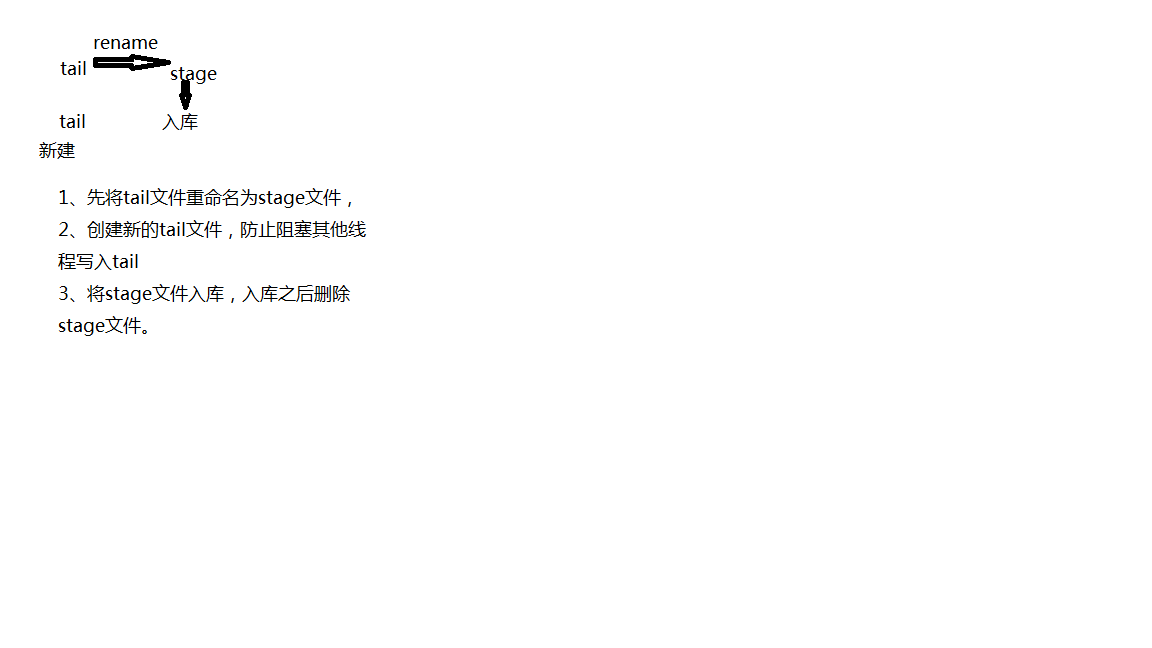 rename
tail
stage
tail
入库
新建
1、先将tail文件重命名为stage文件，
2、创建新的tail文件，防止阻塞其他线
程写入tail
3、将stage文件入库，入库之后删除
stage文件。